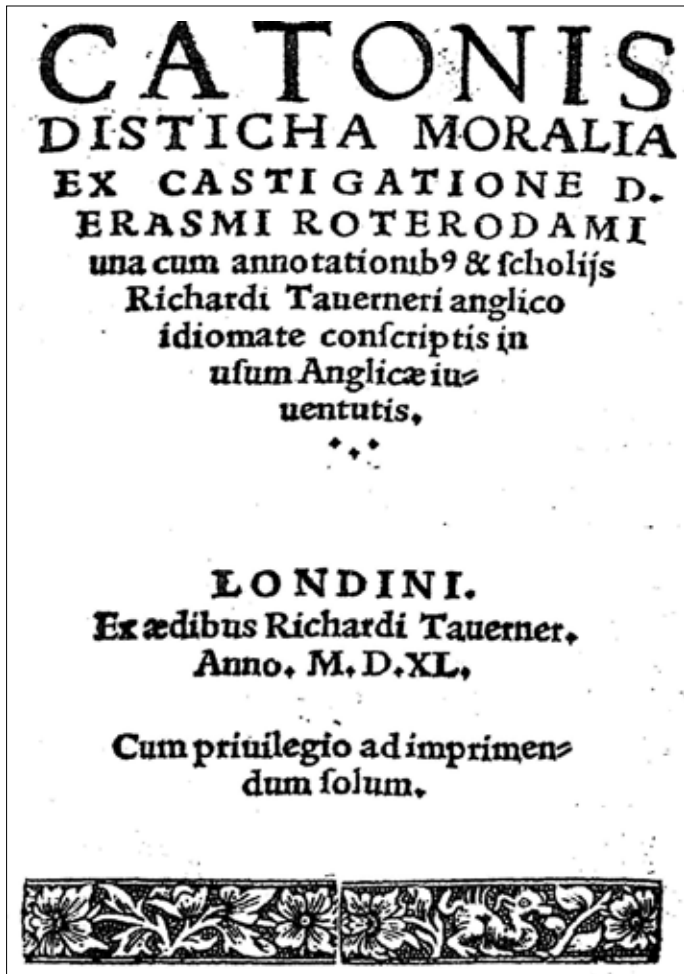 CATONIS
DISTICHA MORALIA
EX CASTIGATIONE D.
ERASMI ROTERODAMI
una cum annotationibꝰ & ſcholijs
Richardi Tauerneri anglico
idiomate conſcriptis in
uſum Anglicæ iu⸗
uentutis.
LONDINI.
Ex ædibus Richardi Tauerner.
Anno. M. D. XL.
Cum priuilegio ad imprimen⸗
dum ſolum.